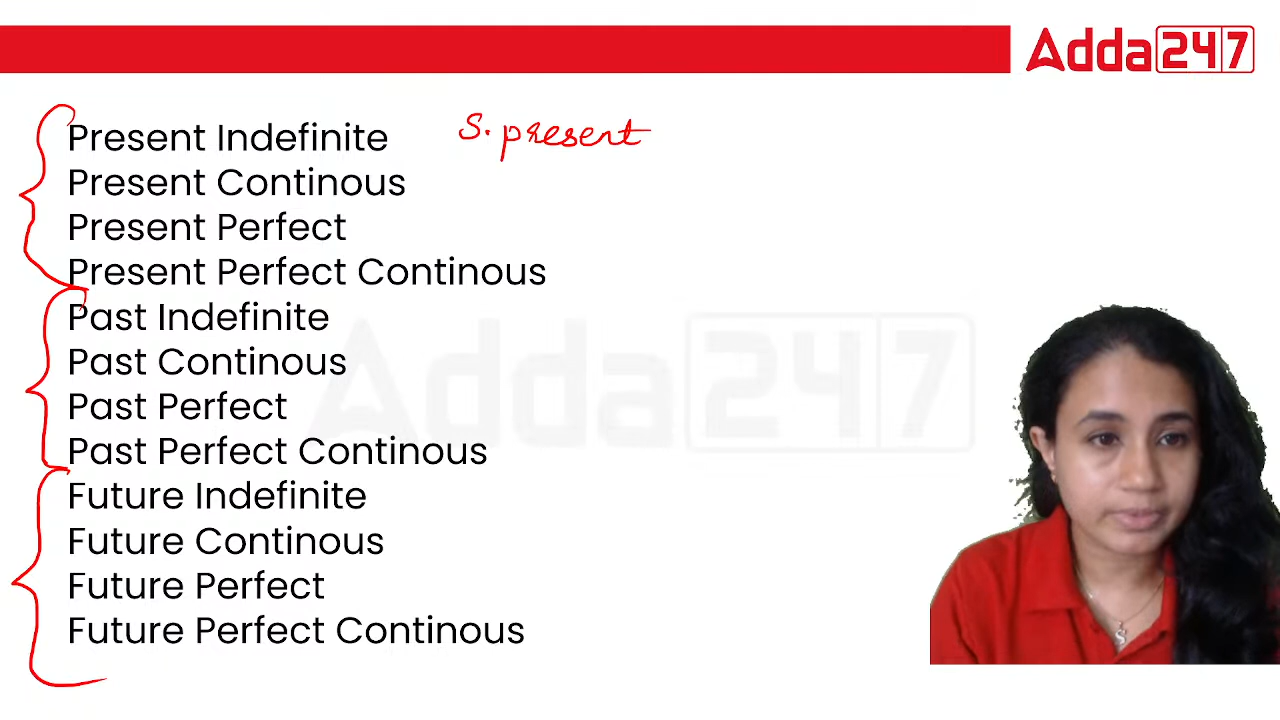 Adda247
Present Indefinite S. present
Present Continous
Present Perfect
Present Perfect Continous
Past Indefinite
Past Continous
Past Perfect
Past Perfect Continous
Future Indefinite
Future Continous
Future Perfect
Future Perfect Continous
Adda247